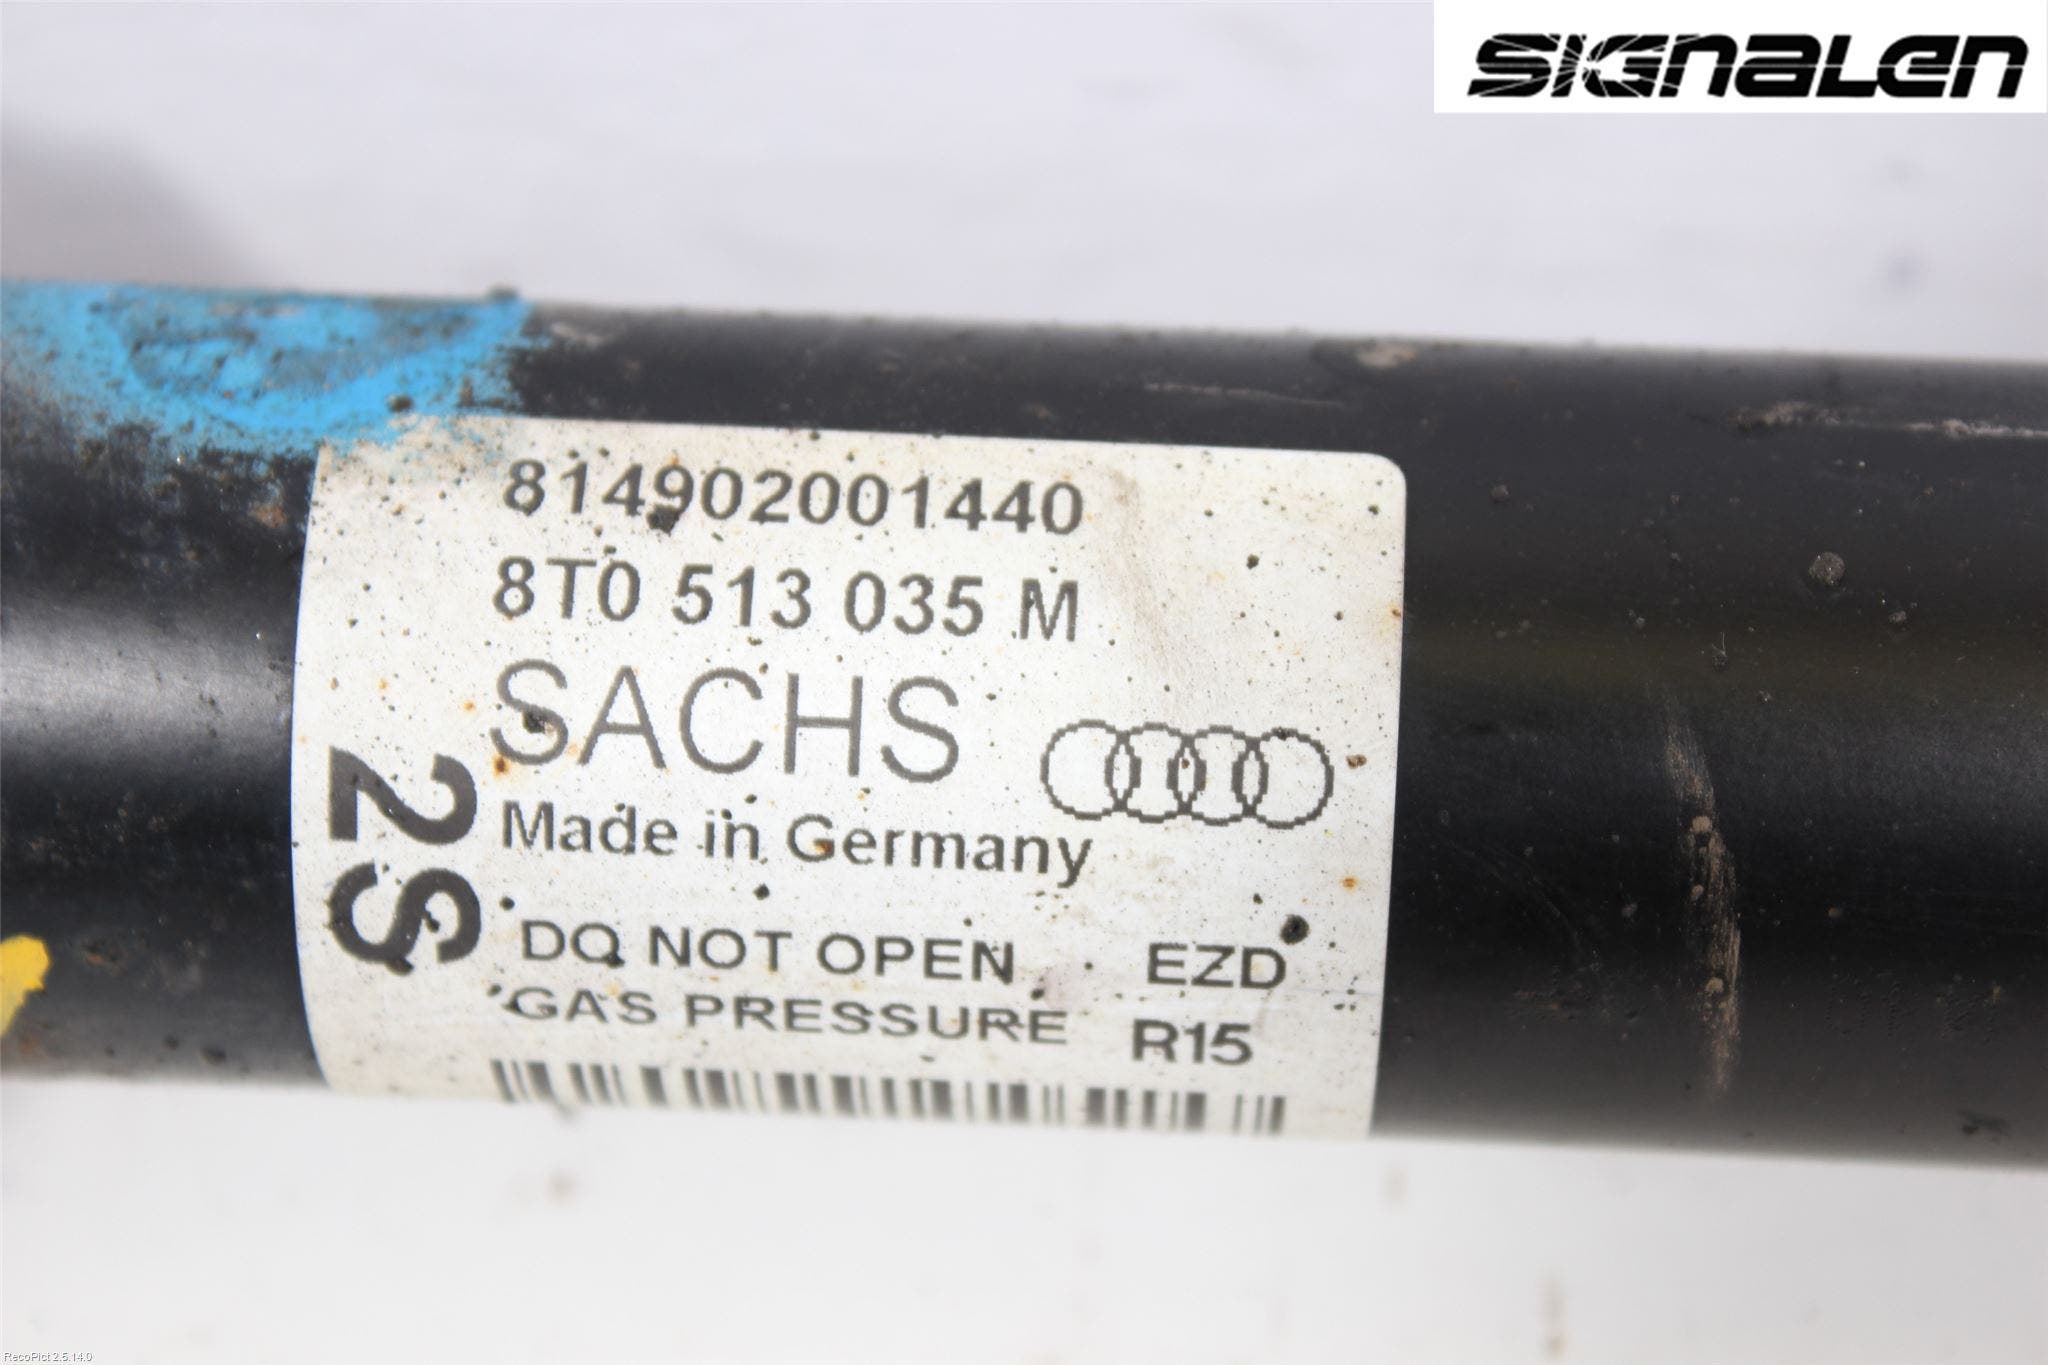 SIGNALEN
814902001440
8T0 513 035 M
SACHS
Made in Germany
2S
DO NOT OPEN EZD
GAS PRESSURE R15
RecoPict 2.5.14.0